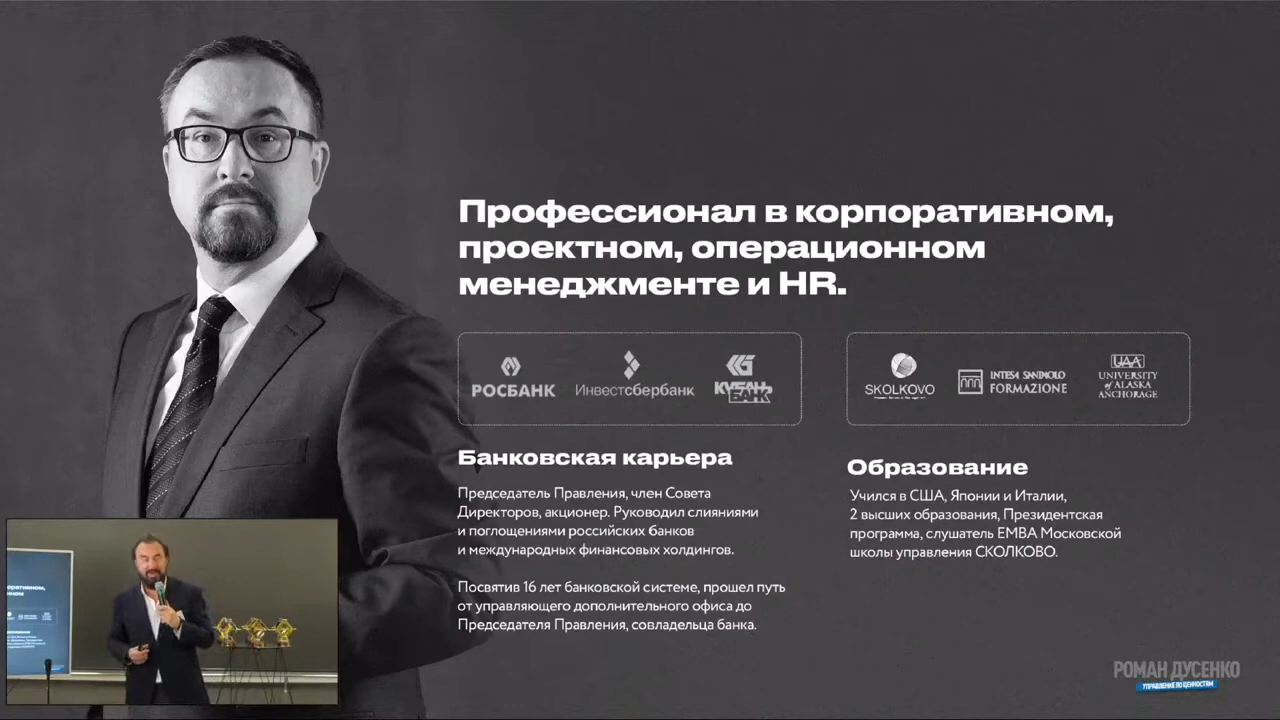 Профессионал в корпоративном,
проектном, операционном
менеджменте и HR.
РОСБАНК
Инвестсбербанк
КУБАНЬ
БАНК
SKOLKOVO
INTESA SANPAOLO
FORMAZIONE
UAA
UNIVERSITY
of ALASKA
ANCHORAGE
Банковская карьера
Председатель Правления, член Совета
Директоров, акционер. Руководил слияниями
и поглощениями российских банков
и международных финансовых холдингов.
Посвятив 16 лет банковской системе, прошел путь
от управляющего дополнительного офиса до
Председателя Правления, совладельца банка.
Образование
Учился в США, Японии и Италии,
2 высших образования, Президентская
программа, слушатель ЕМВА Московской
школы управления СКОЛКОВО.
РОМАН ДУСЕНКО
УПРАВЛЕНИЕ ПО ЦЕННОСТЯМ